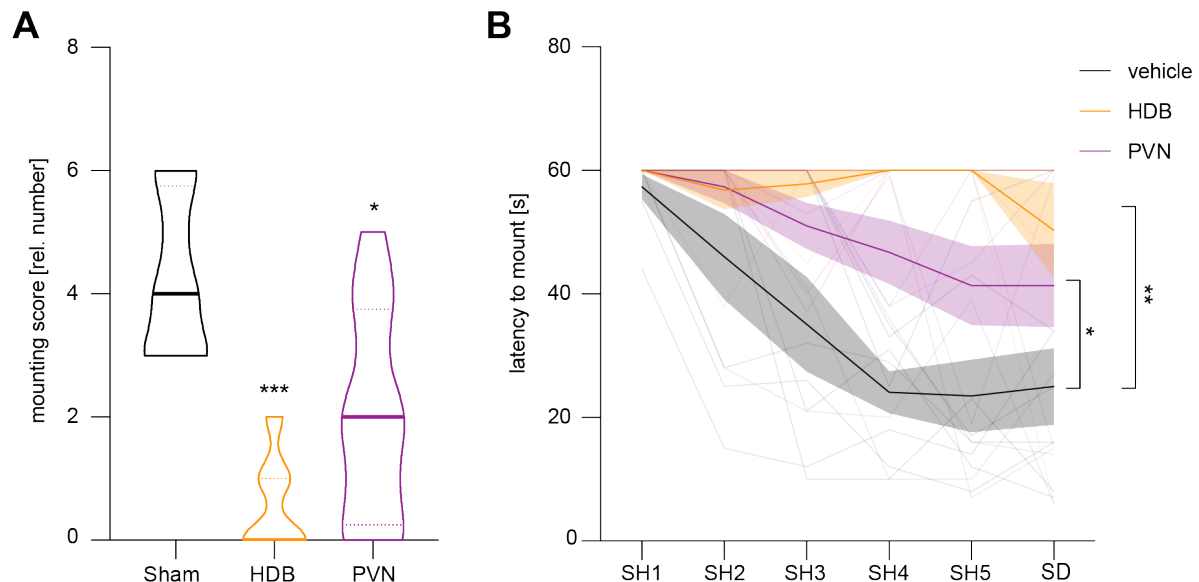 A
mounting score [rel. number]
8
6
4
2
0
***
*
Sham HDB PVN
B
latency to mount [s]
80
60
40
20
0
vehicle
HDB
PVN
*
**
SH1 SH2 SH3 SH4 SH5 SD